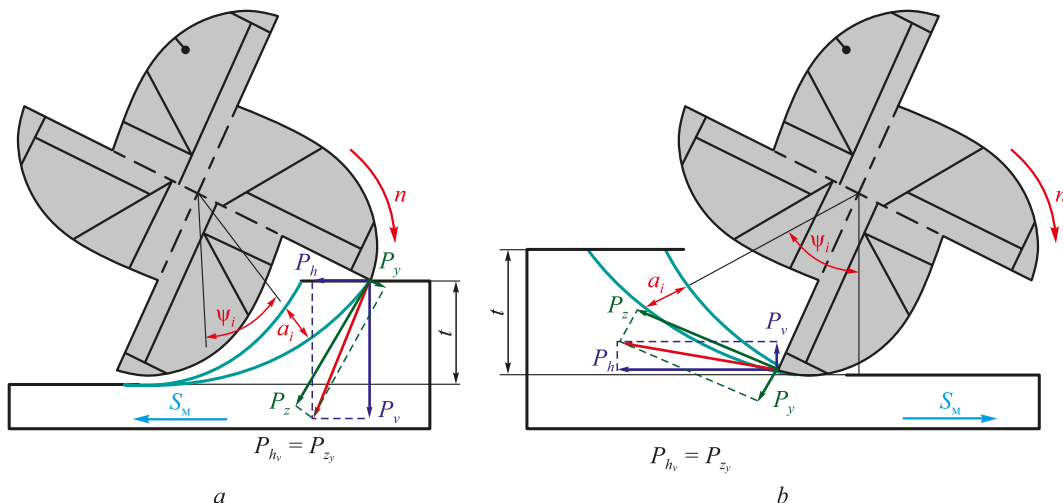 n
P_h
P_y
ψ_i
a_i
t
P_z
P_v
S_м
P_{h_v} = P_{z_y}
a
n
ψ_i
a_i
t
P_z
P_v
P_h
P_y
S_м
P_{h_v} = P_{z_y}
b